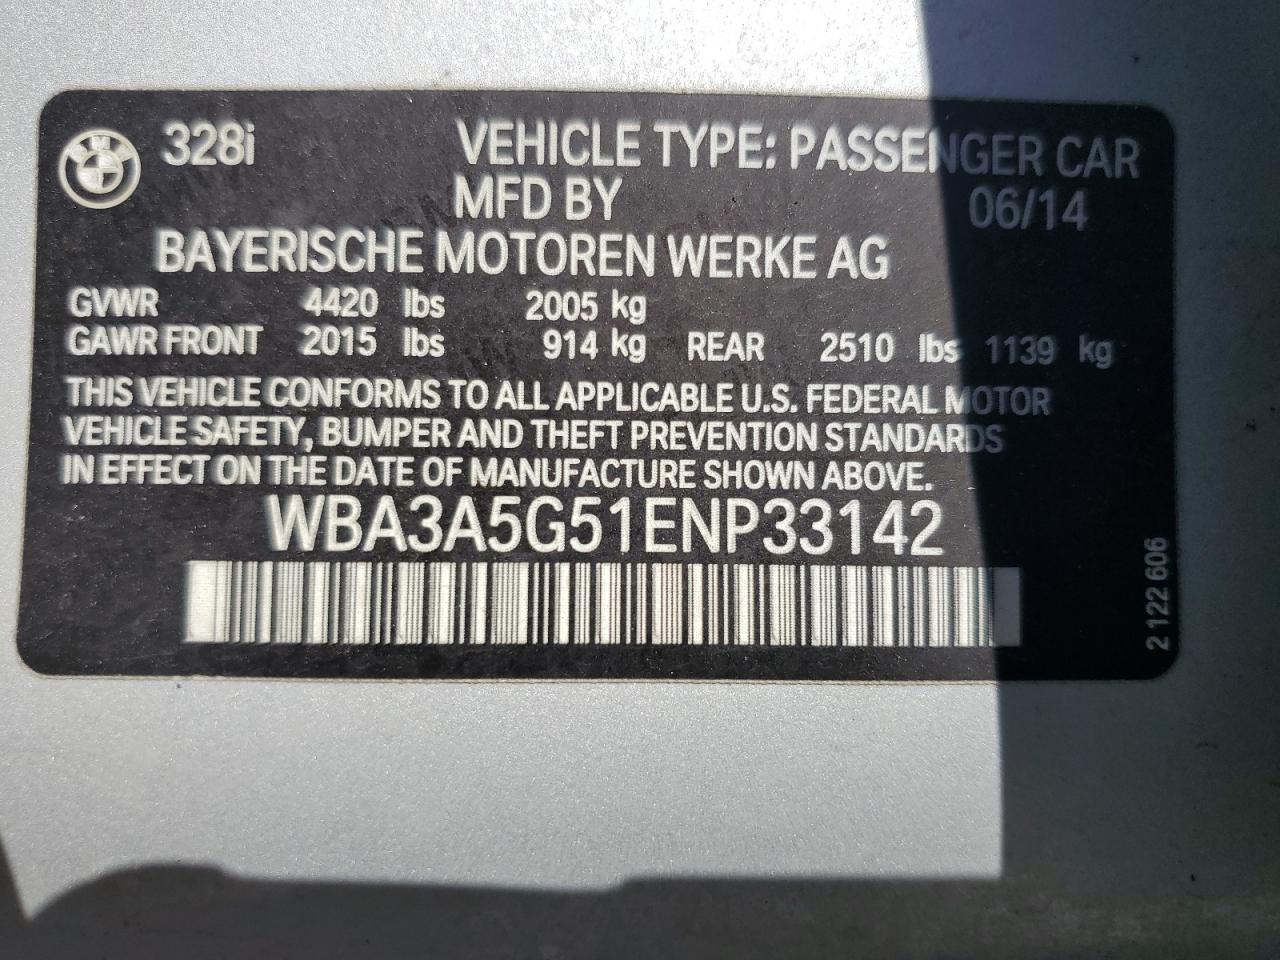 BMW 328i VEHICLE TYPE: PASSENGER CAR
MFD BY 06/14
BAYERISCHE MOTOREN WERKE AG
GVWR 4420 lbs 2005 kg
GAWR FRONT 2015 lbs 914 kg REAR 2510 lbs 1139 kg
THIS VEHICLE CONFORMS TO ALL APPLICABLE U.S. FEDERAL MOTOR
VEHICLE SAFETY, BUMPER AND THEFT PREVENTION STANDARDS
IN EFFECT ON THE DATE OF MANUFACTURE SHOWN ABOVE.
WBA3A5G51ENP33142
2 122 606